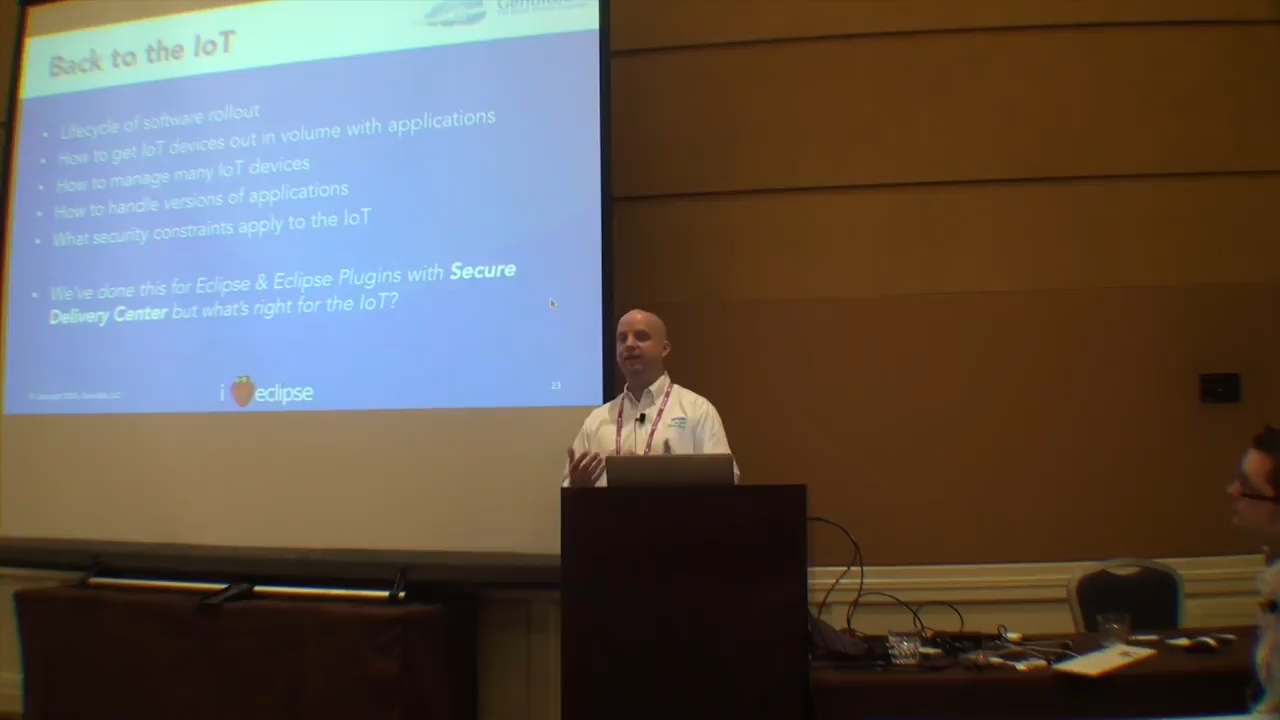 Back to the IoT
• Lifecycle of software rollout
• How to get IoT devices out in volume with applications
• How to manage many IoT devices
• How to handle versions of applications
• What security constraints apply to the IoT
• We've done this for Eclipse & Eclipse Plugins with Secure
Delivery Center but what's right for the IoT?
i eclipse
23